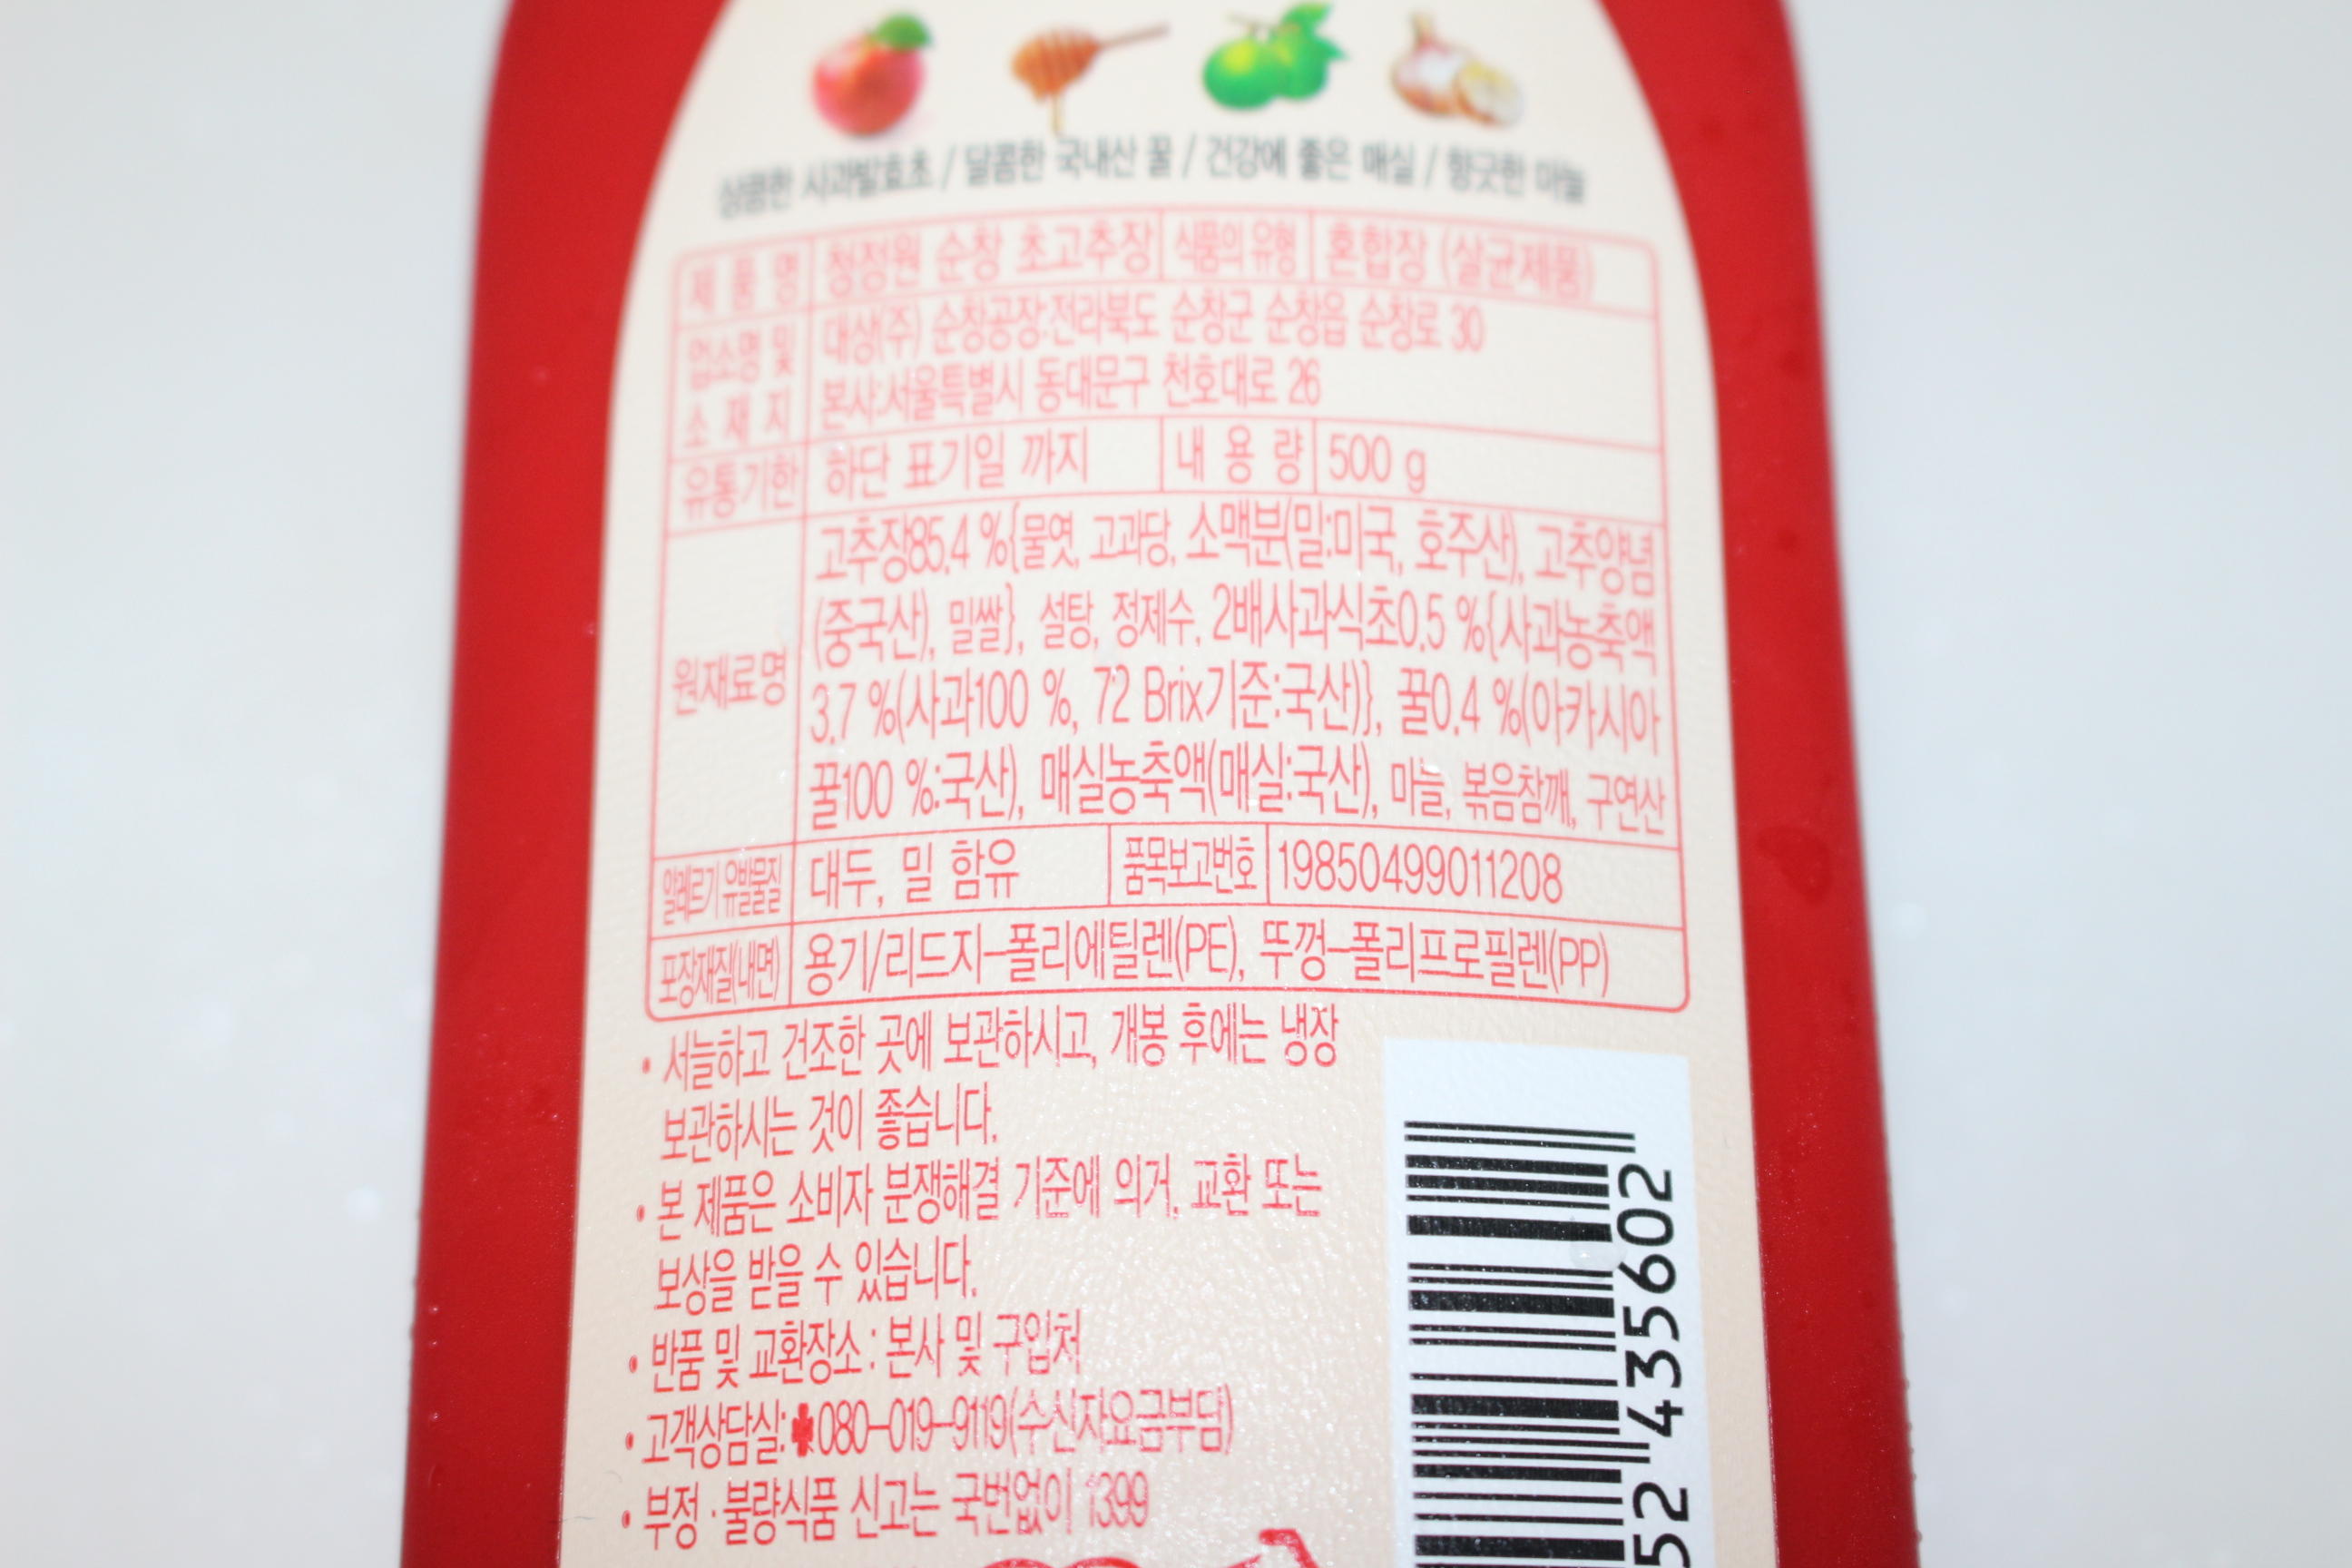 상큼한 사과발효초 / 달콤한 국내산 꿀 / 건강에 좋은 매실 / 향긋한 마늘
제 품 명 청정원 순창 초고추장 식품의 유형 혼합장 (살균제품)
업소명 및 소 재 지 대상(주) 순창공장:전라북도 순창군 순창읍 순창로 30
본사:서울특별시 동대문구 천호대로 26
유통기한 하단 표기일 까지 내 용 량 500 g
원재료명 고추장85.4 %{물엿, 고과당, 소맥분(밀:미국, 호주산), 고추양념
(중국산), 밀쌀}, 설탕, 정제수, 2배사과식초0.5 %{사과농축액
3.7 %(사과100 %, 72 Brix기준:국산)}, 꿀0.4 %(아카시아
꿀100 %:국산), 매실농축액(매실:국산), 마늘, 볶음참깨, 구연산
알레르기 유발물질 대두, 밀 함유 품목보고번호 19850499011208
포장재질(내면) 용기/리드지-폴리에틸렌(PE), 뚜껑-폴리프로필렌(PP)
• 서늘하고 건조한 곳에 보관하시고, 개봉 후에는 냉장
보관하시는 것이 좋습니다.
• 본 제품은 소비자 분쟁해결 기준에 의거, 교환 또는
보상을 받을 수 있습니다.
• 반품 및 교환장소 : 본사 및 구입처
• 고객상담실: 080-019-9119(수신자요금부담)
• 부정 · 불량식품 신고는 국번없이 1399
52 435602